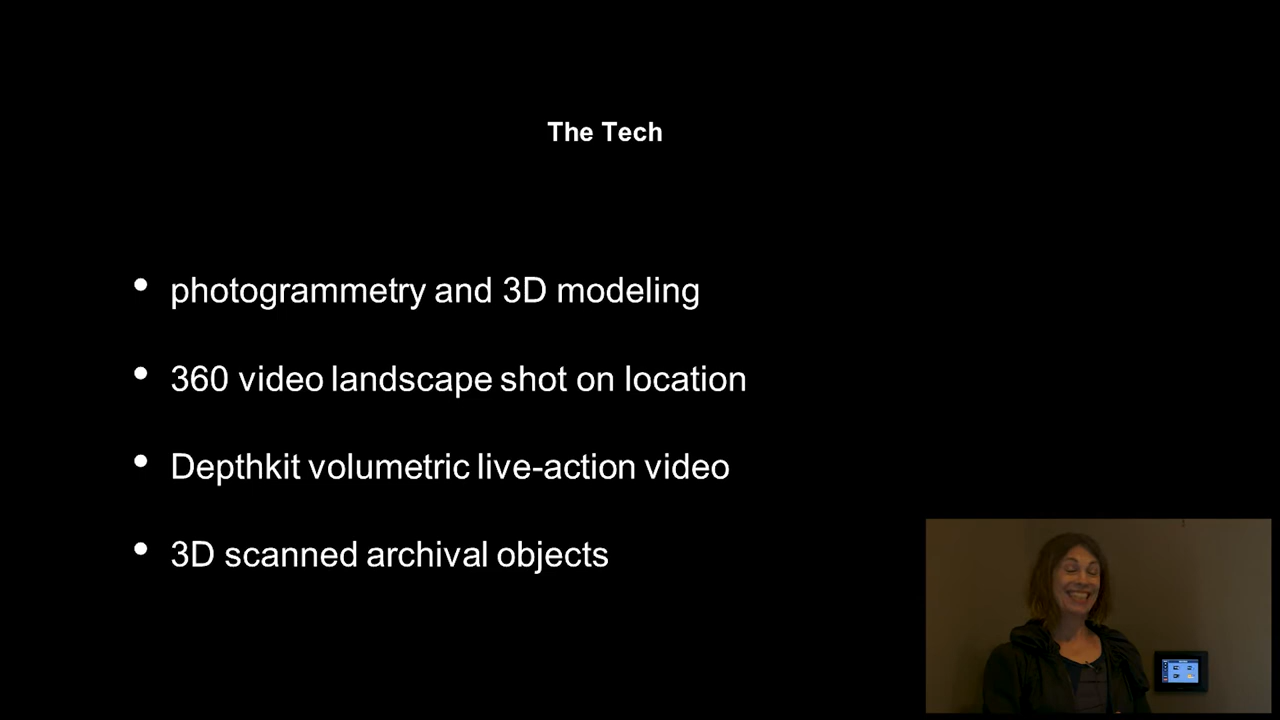 The Tech
• photogrammetry and 3D modeling
• 360 video landscape shot on location
• Depthkit volumetric live-action video
• 3D scanned archival objects